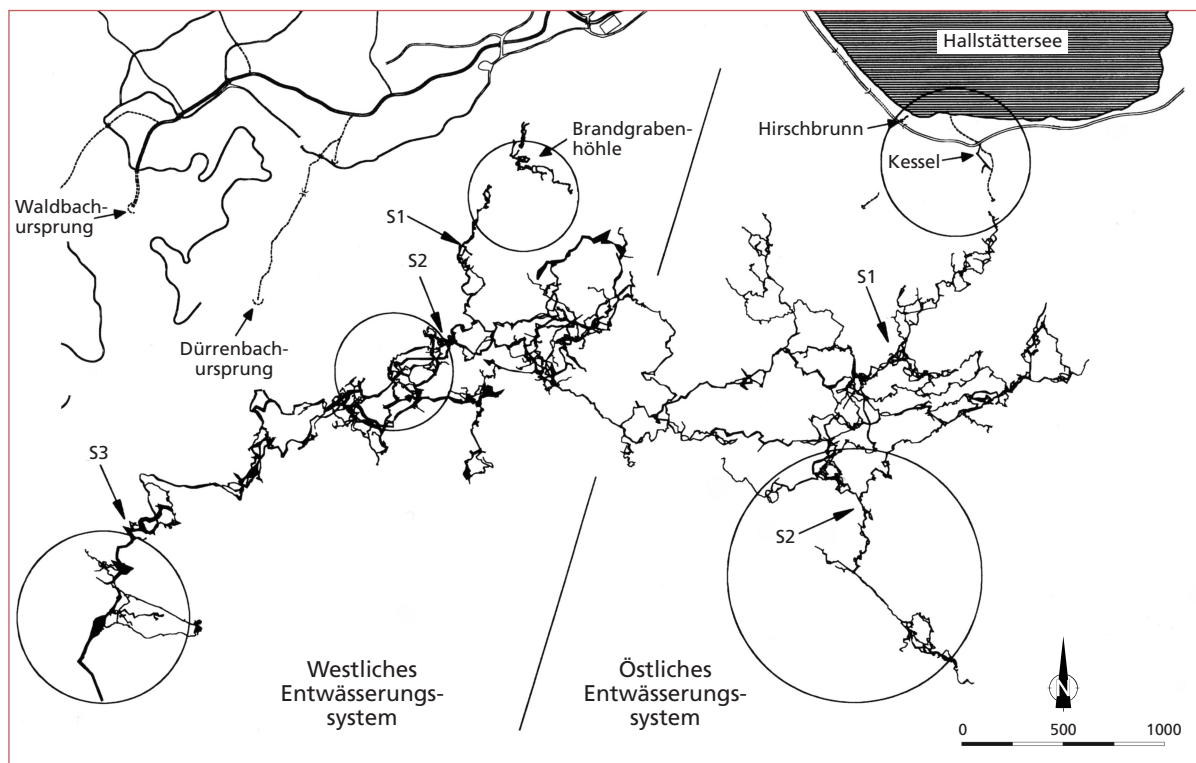 Hallstättersee
Hirschbrunn
Kessel
Brandgraben-
höhle
Waldbach-
ursprung
S1
S2
Dürrenbach-
ursprung
S1
S3
S2
Westliches
Entwässerungs-
system
Östliches
Entwässerungs-
system
N
0 500 1000